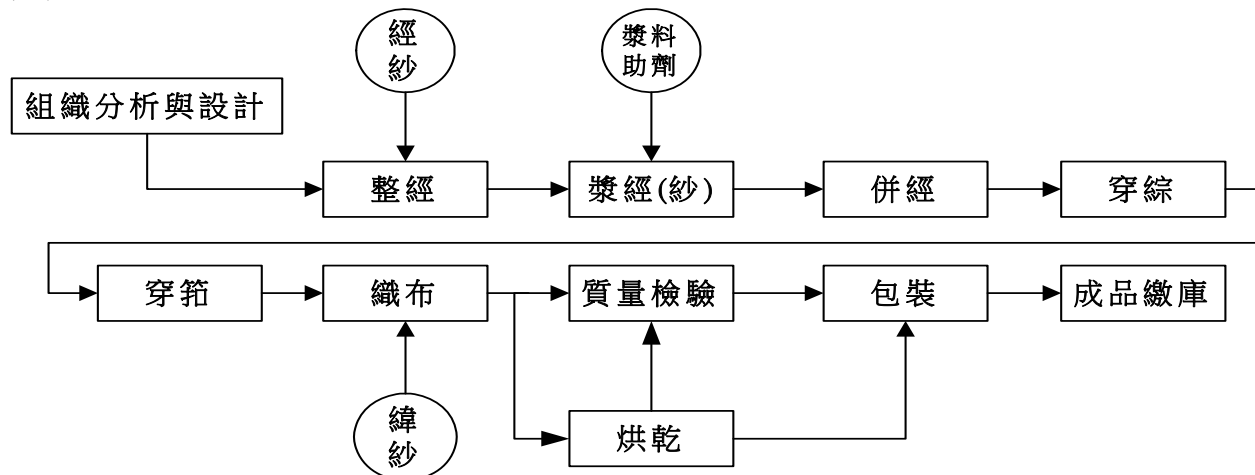 經
紗
漿料
助劑
組織分析與設計
整經
漿經(紗)
併經
穿綜
穿筘
織布
質量檢驗
包裝
成品繳庫
緯
紗
烘乾